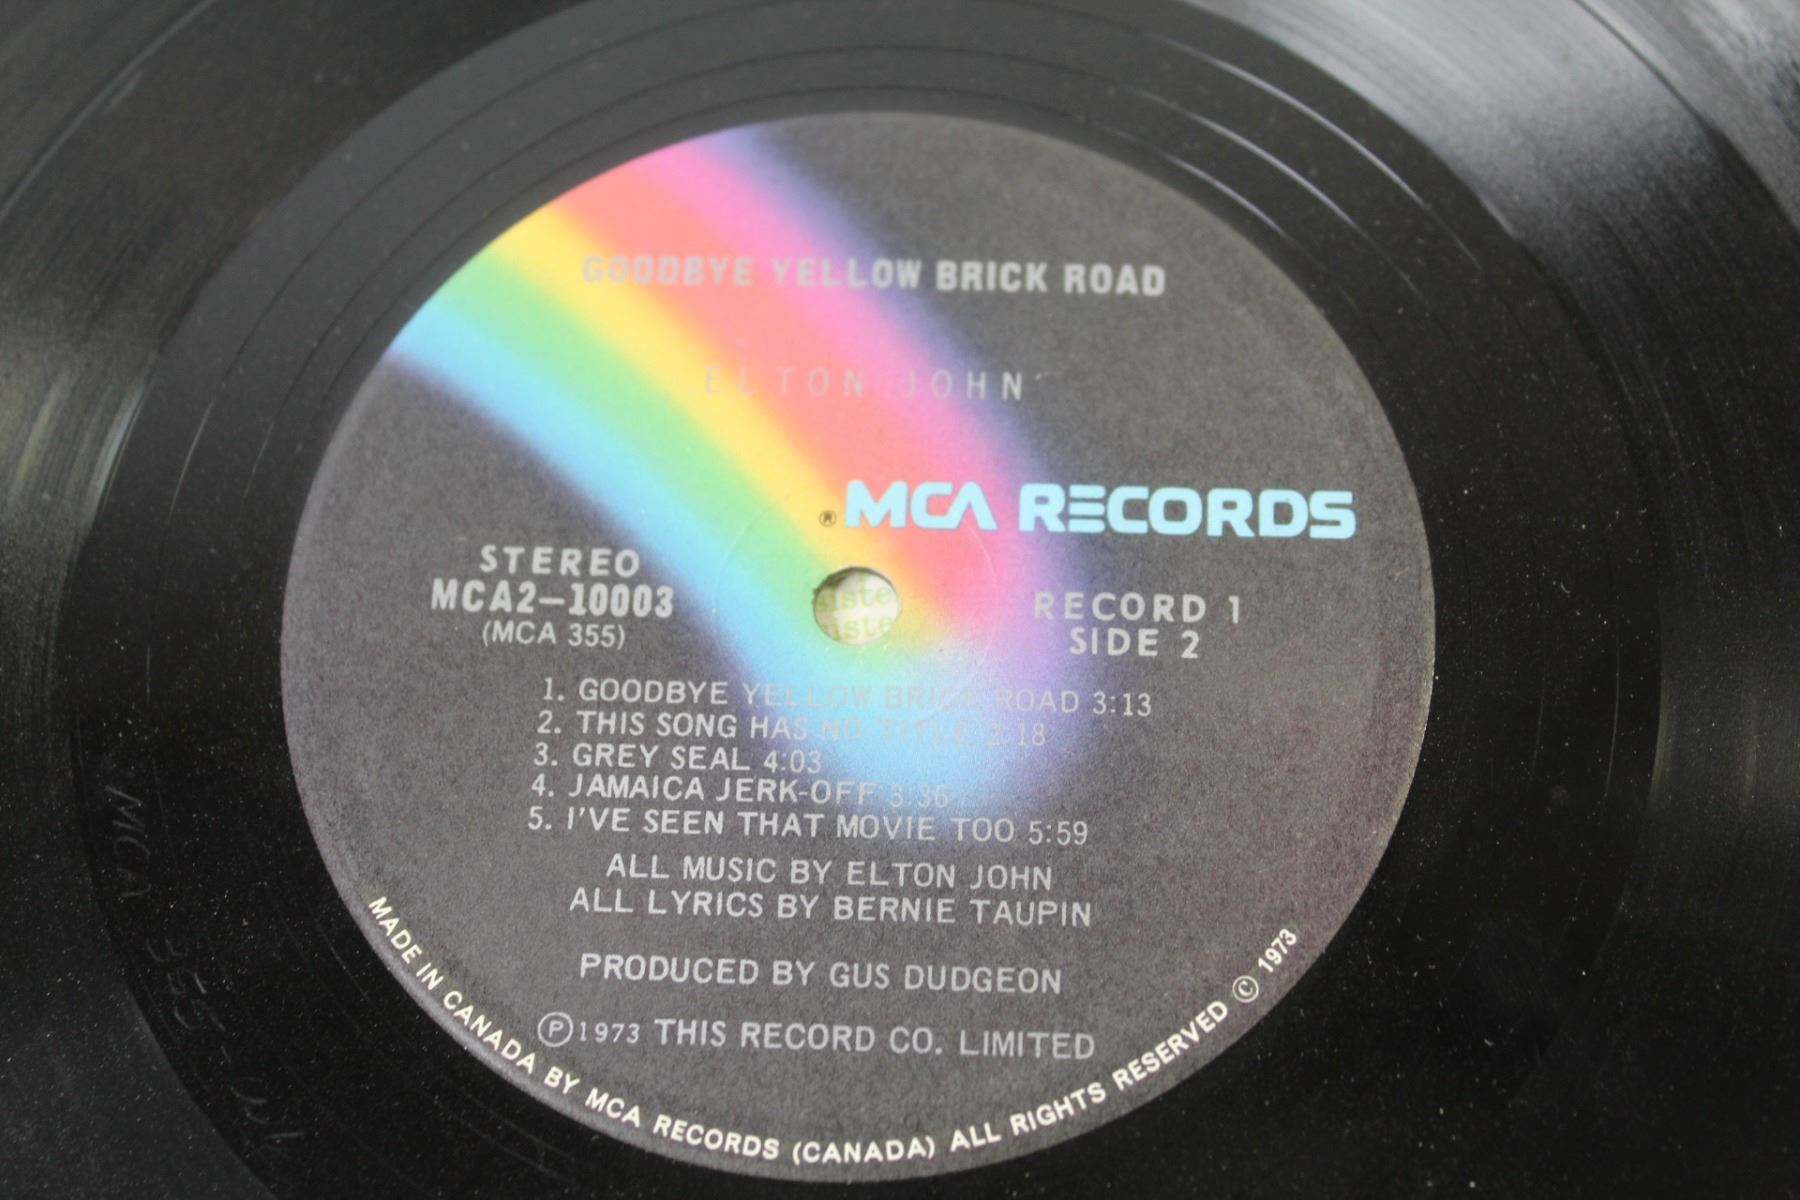 GOODBYE YELLOW BRICK ROAD
ELTON JOHN
® MCA RECORDS
STEREO
MCA2-10003
(MCA 355)
RECORD 1
SIDE 2
1. GOODBYE YELLOW BRICK ROAD 3:13
2. THIS SONG HAS NO TITLE 2:18
3. GREY SEAL 4:03
4. JAMAICA JERK-OFF 3:36
5. I'VE SEEN THAT MOVIE TOO 5:59
ALL MUSIC BY ELTON JOHN
ALL LYRICS BY BERNIE TAUPIN
PRODUCED BY GUS DUDGEON
Ⓟ1973 THIS RECORD CO. LIMITED
MADE IN CANADA BY MCA RECORDS (CANADA) ALL RIGHTS RESERVED © 1973
MCA 355